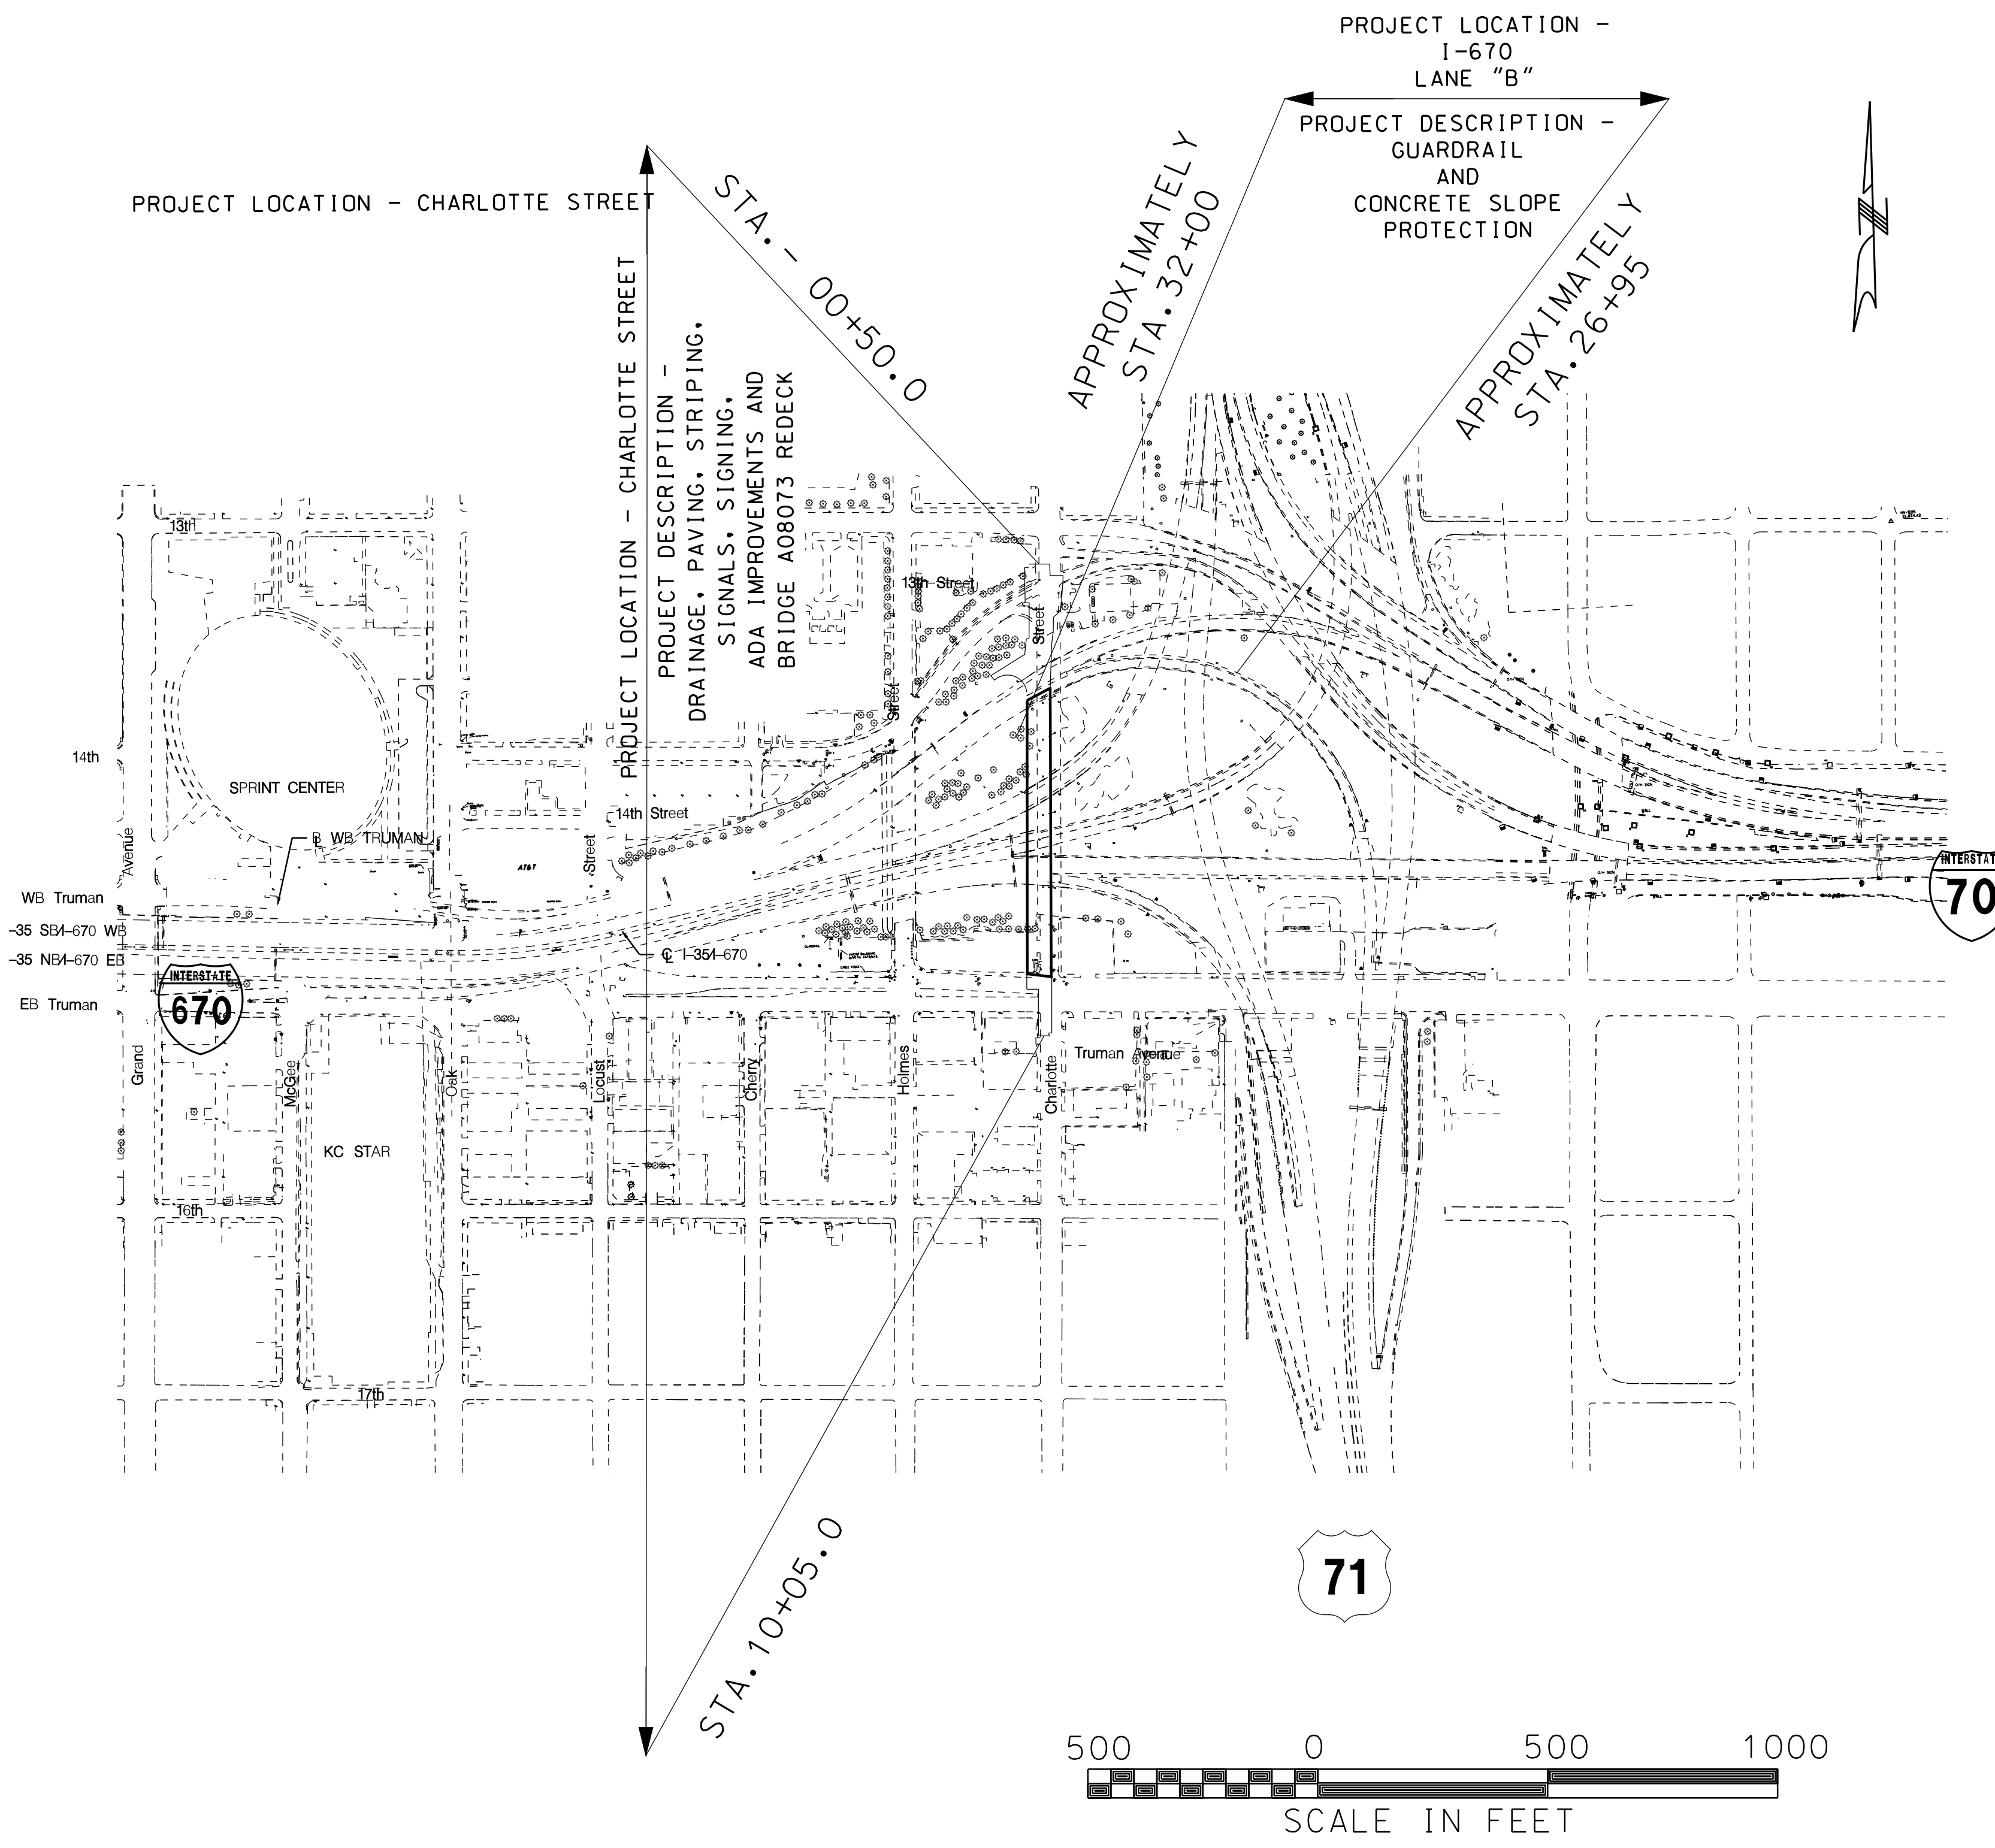 PROJECT LOCATION -
I-670
LANE "B"
PROJECT DESCRIPTION -
GUARDRAIL
AND
CONCRETE SLOPE
PROTECTION
PROJECT LOCATION - CHARLOTTE STREET
STA. - 00+50.0
APPROXIMATELY
STA. 32+00
APPROXIMATELY
STA. 26+95
PROJECT LOCATION - CHARLOTTE STREET
PROJECT DESCRIPTION -
DRAINAGE, PAVING, STRIPING,
SIGNALS, SIGNING,
ADA IMPROVEMENTS AND
BRIDGE A08073 REDECK
13th
13th Street
Street
Street
14th
SPRINT CENTER
14th Street
Avenue
B WB TRUMAN
Street
AT&T
WB Truman
-35 SB/I-670 WB
-35 NB/I-670 EB
EB Truman
INTERSTATE
670
℄ I-35/I-670
INTERSTAT
70
Grand
McGee
Oak
Locust
Cherry
Holmes
Charlotte
Truman Avenue
KC STAR
16th
17th
STA. 10+05.0
71
500 0 500 1000
SCALE IN FEET